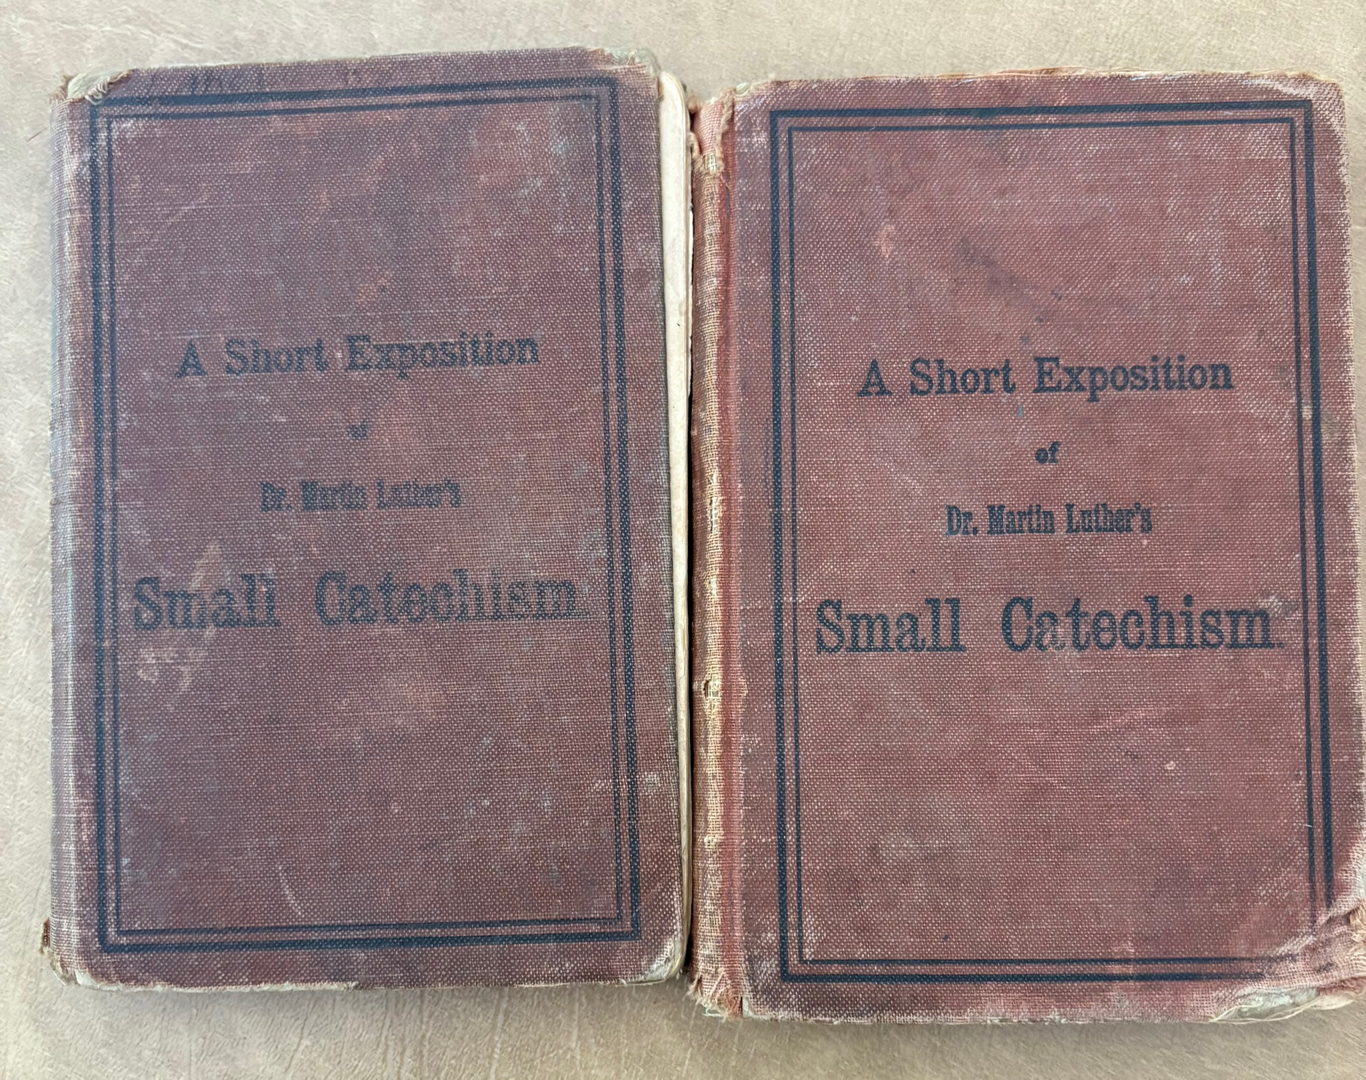 A Short Exposition
of
Dr. Martin Luther's
Small Catechism.
A Short Exposition
of
Dr. Martin Luther's
Small Catechism.